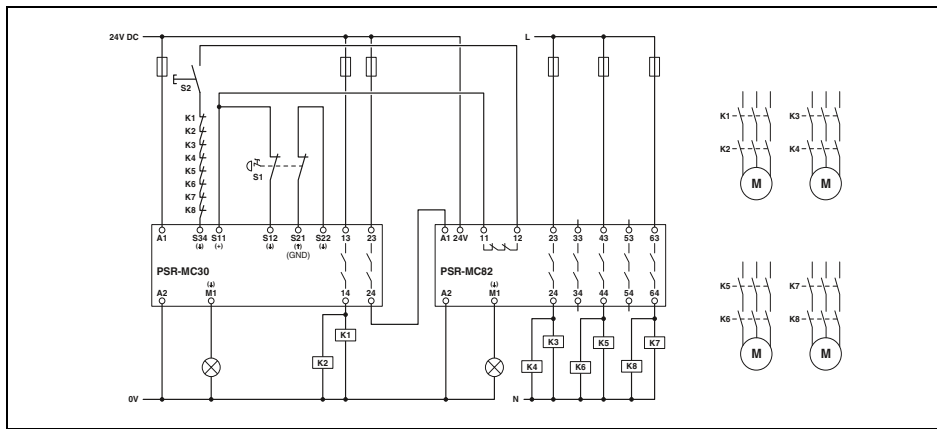 24V DC
L
S2
K1
K2
K3
K4
K5
K6
K7
K8
S1
A1 S34 S11 S12 S21 S22 13 23
(↓) (–) (↓) (↑) (↓)
(GND)
PSR-MC30
(↓)
A2 M1 14 24
A1 24V 11 12 23 33 43 53 63
PSR-MC82
(↓)
A2 M1 24 34 44 54 64
K1
K2
K3
K4
K5
K6
K7
K8
0V
N
K1 K3
K2 K4
M M
K5 K7
K6 K8
M M